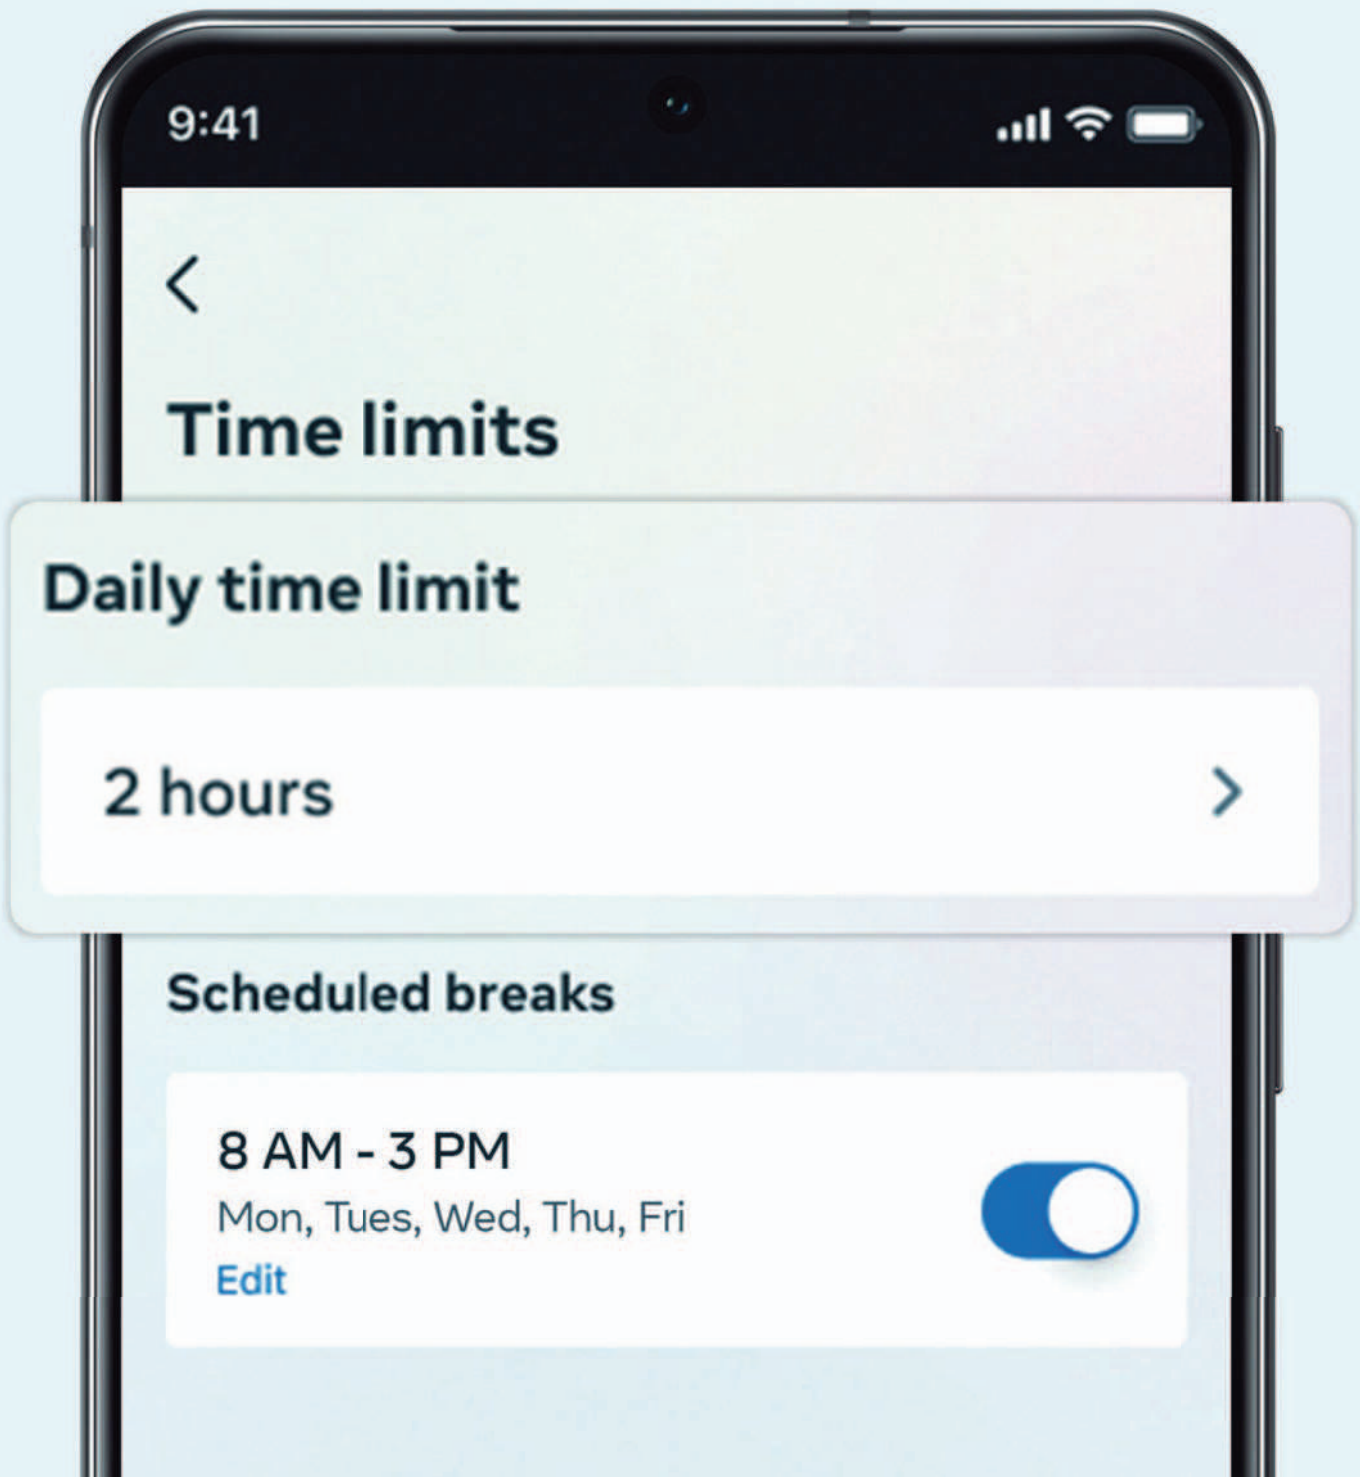 9:41
Time limits
Daily time limit
2 hours
Scheduled breaks
8 AM - 3 PM
Mon, Tues, Wed, Thu, Fri
Edit